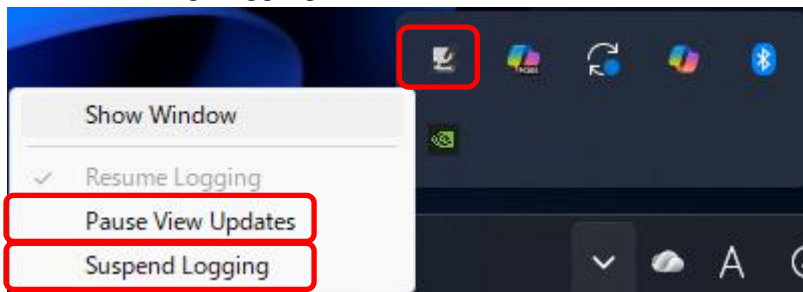 Show Window
Resume Logging
Pause View Updates
Suspend Logging
A